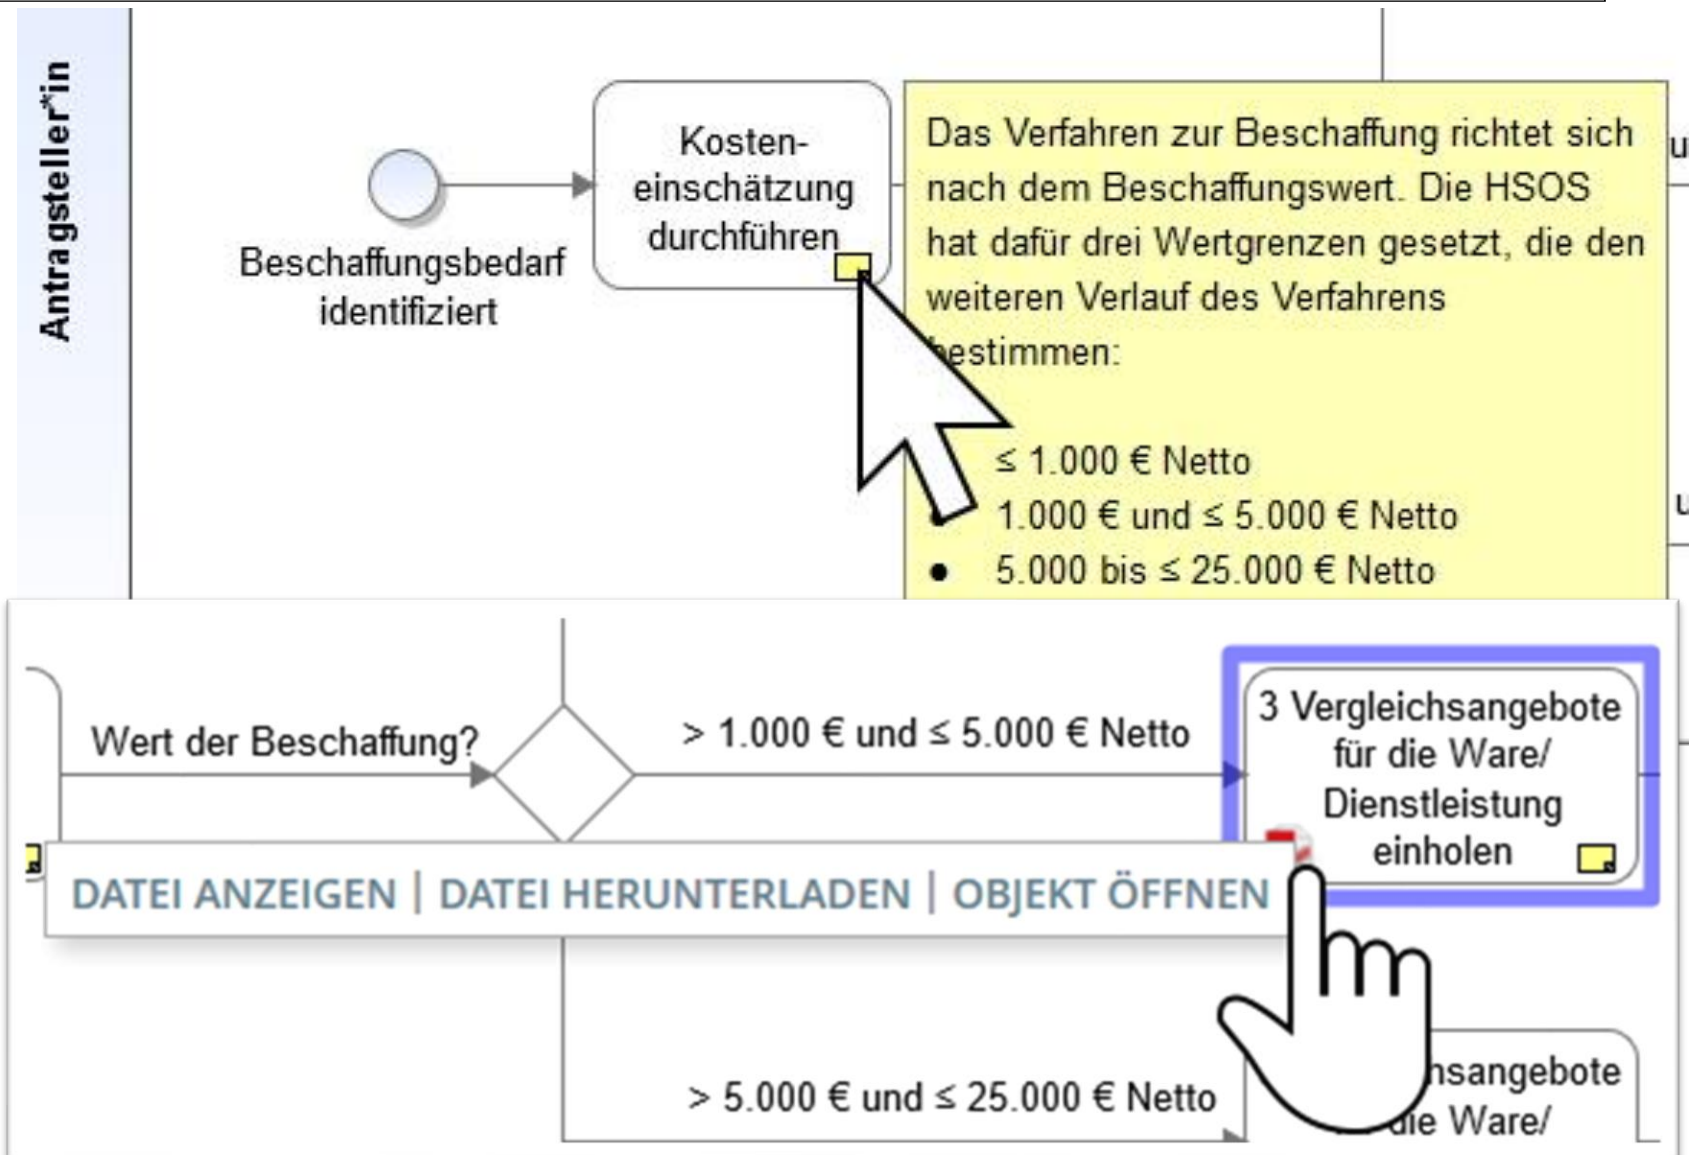 Antragsteller*in
Kosten-
einschätzung
durchführen
Beschaffungsbedarf
identifiziert
Das Verfahren zur Beschaffung richtet sich
nach dem Beschaffungswert. Die HSOS
hat dafür drei Wertgrenzen gesetzt, die den
weiteren Verlauf des Verfahrens
bestimmen:
≤ 1.000 € Netto
● 1.000 € und ≤ 5.000 € Netto
● 5.000 bis ≤ 25.000 € Netto
Wert der Beschaffung?
> 1.000 € und ≤ 5.000 € Netto
3 Vergleichsangebote
für die Ware/
Dienstleistung
einholen
DATEI ANZEIGEN | DATEI HERUNTERLADEN | OBJEKT ÖFFNEN
> 5.000 € und ≤ 25.000 € Netto
die Ware/